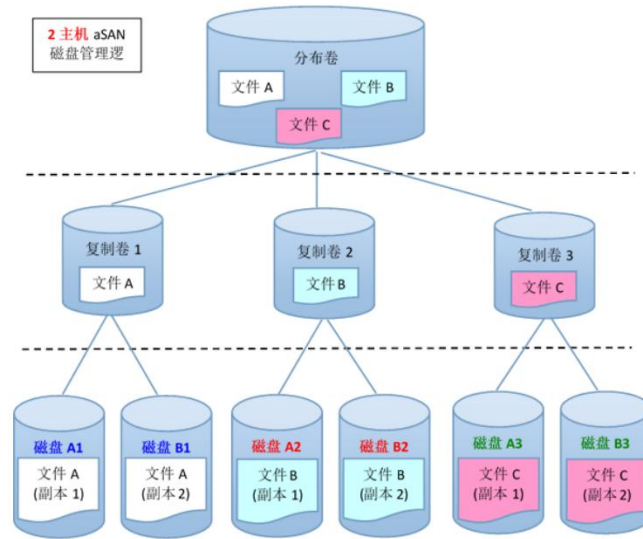 2 主机 aSAN
磁盘管理逻
分布卷
文件 A
文件 B
文件 C
复制卷 1
文件 A
复制卷 2
文件 B
复制卷 3
文件 C
磁盘 A1
文件 A
(副本 1)
磁盘 B1
文件 A
(副本 2)
磁盘 A2
文件 B
(副本 1)
磁盘 B2
文件 B
(副本 2)
磁盘 A3
文件 C
(副本 1)
磁盘 B3
文件 C
(副本 2)